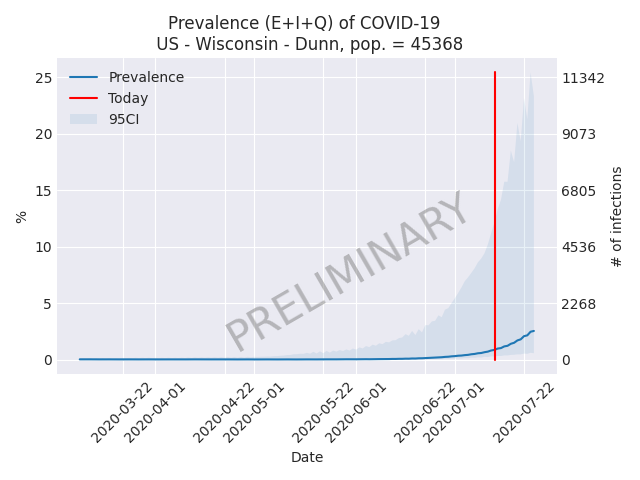 Prevalence (E+I+Q) of COVID-19
US - Wisconsin - Dunn, pop. = 45368
Prevalence
Today
95CI
25
20
15
10
5
0
%
11342
9073
6805
4536
2268
0
# of infections
PRELIMINARY
2020-03-22
2020-04-01
2020-04-22
2020-05-01
2020-05-22
2020-06-01
2020-06-22
2020-07-01
2020-07-22
Date